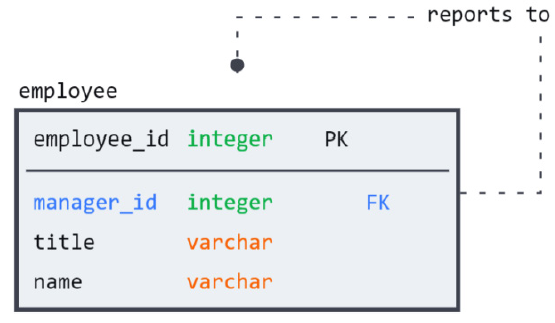 reports to
employee
employee_id integer PK
manager_id integer FK
title varchar
name varchar